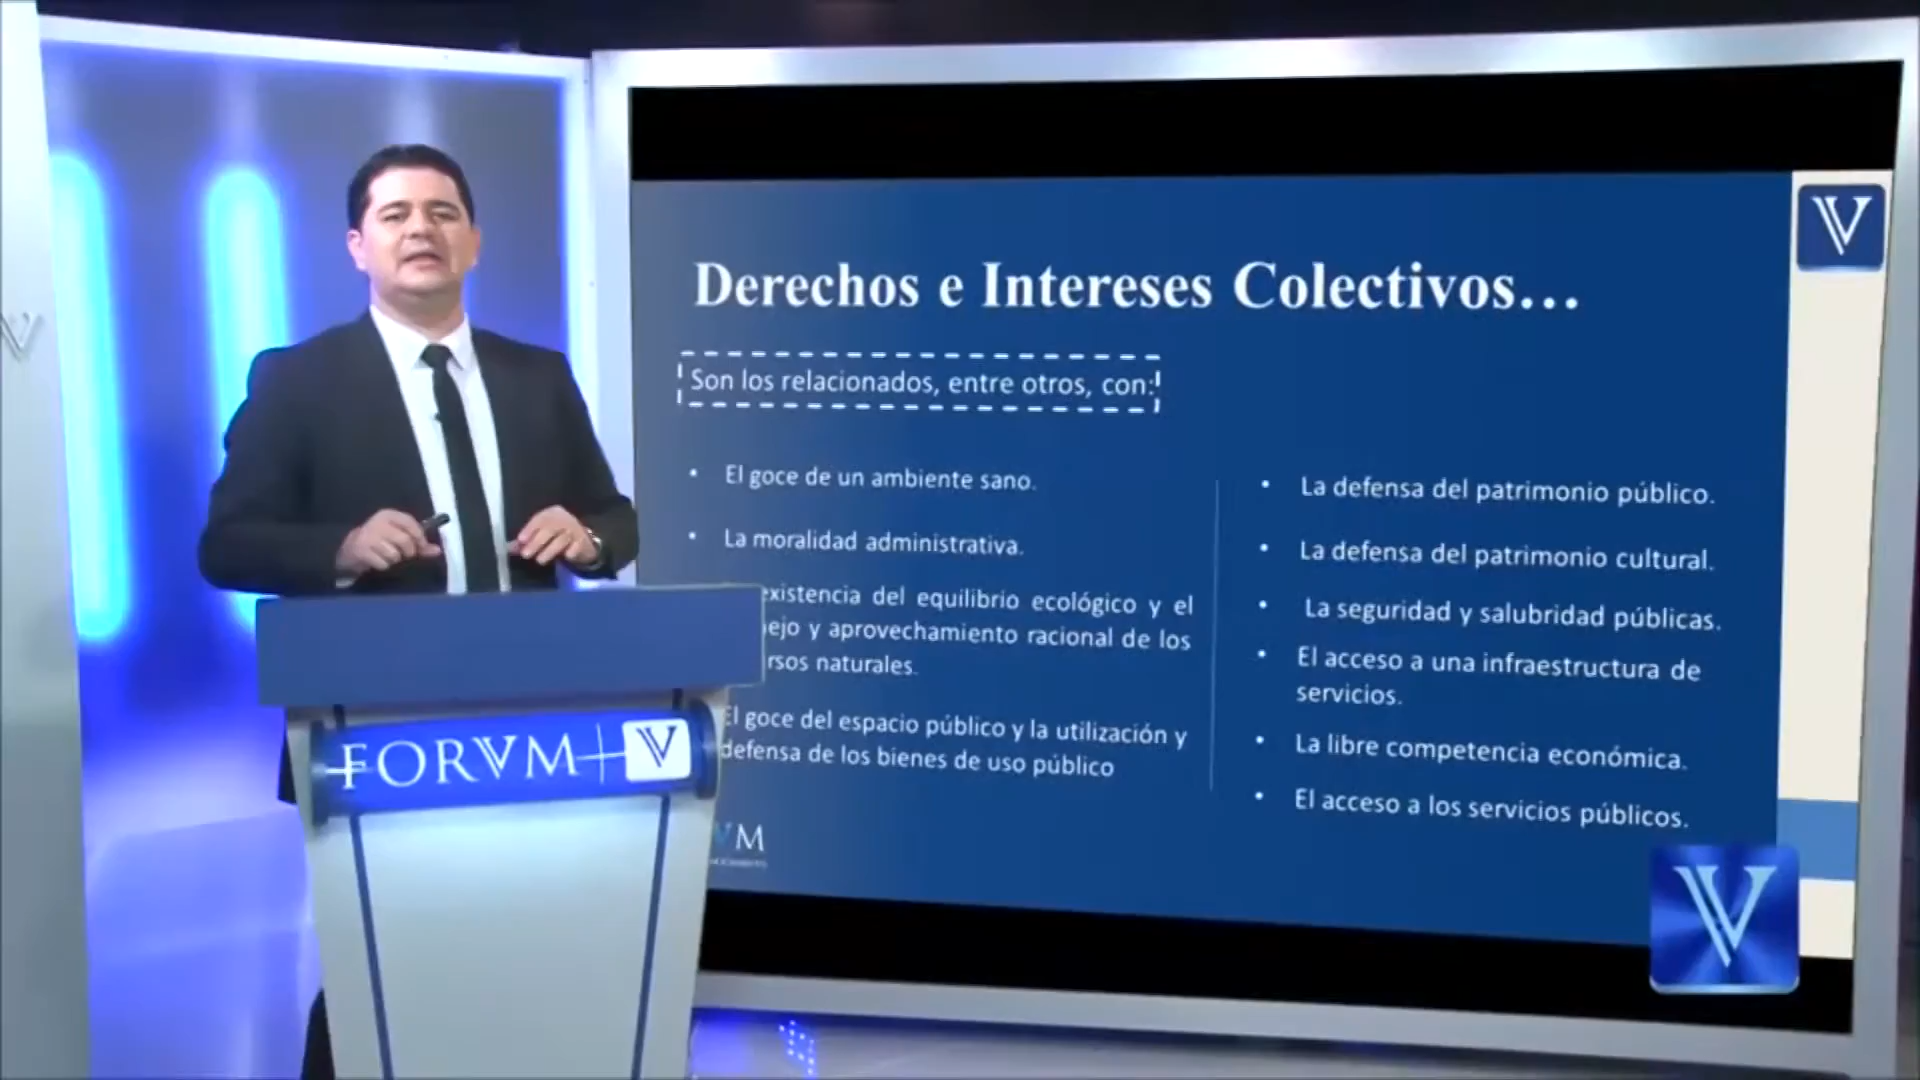 Derechos e Intereses Colectivos...
Son los relacionados, entre otros, con:
• El goce de un ambiente sano.
• La moralidad administrativa.
existencia del equilibrio ecológico y el
y aprovechamiento racional de los
naturales.
El goce del espacio público y la utilización y
defensa de los bienes de uso público
• La defensa del patrimonio público.
• La defensa del patrimonio cultural.
• La seguridad y salubridad públicas.
• El acceso a una infraestructura de
servicios.
• La libre competencia económica.
• El acceso a los servicios públicos.
FORVM V
VM
V
V
V